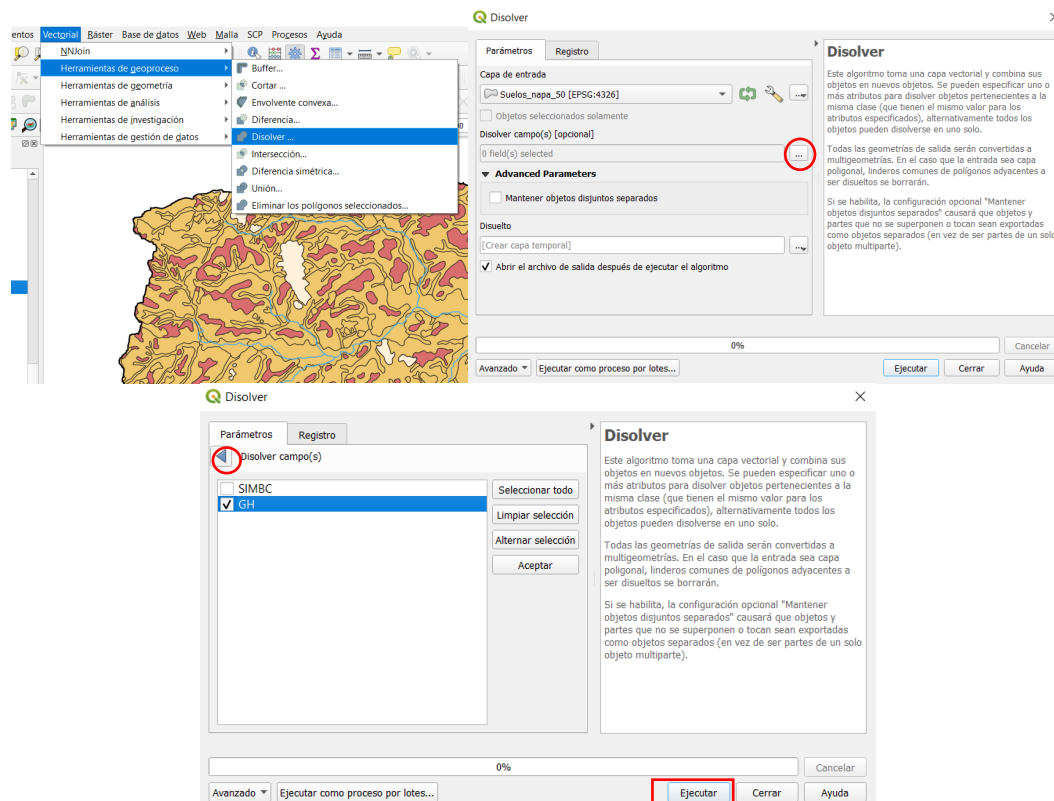 entos Vectorial Ráster Base de datos Web Malla SCP Procesos Ayuda
NNJoin
Herramientas de geoproceso
Herramientas de geometría
Herramientas de análisis
Herramientas de investigación
Herramientas de gestión de datos
Buffer...
Cortar ...
Envolvente convexa...
Diferencia...
Disolver ...
Intersección...
Diferencia simétrica...
Unión...
Eliminar los polígonos seleccionados...
Disolver
Parámetros Registro
Capa de entrada
Suelos_napa_50 [EPSG:4326]
Objetos seleccionados solamente
Disolver campo(s) [opcional]
0 field(s) selected
...
Advanced Parameters
Mantener objetos disjuntos separados
Disuelto
[Crear capa temporal]
Abrir el archivo de salida después de ejecutar el algoritmo
Disolver
Este algoritmo toma una capa vectorial y combina sus
objetos en nuevos objetos. Se pueden especificar uno o
más atributos para disolver objetos pertenecientes a la
misma clase (que tienen el mismo valor para los
atributos especificados), alternativamente todos los
objetos pueden disolverse en un solo.
Todas las geometrías de salida serán convertidas a
multigeometrías. En el caso que la entrada sea capa
poligonal, linderos comunes de polígonos adyacentes a
ser disueltos se borrarán.
Si se habilita, la configuración opcional "Mantener
objetos disjuntos separados" causará que objetos y
partes que no se superponen o tocan sean exportadas
como objetos separados (en vez de ser partes de un solo
objeto multiparte).
0% Cancelar
Avanzado Ejecutar como proceso por lotes... Ejecutar Cerrar Ayuda
Disolver
Parámetros Registro
Disolver campo(s)
SIMBC
GH
Seleccionar todo
Limpiar selección
Alternar selección
Aceptar
Disolver
Este algoritmo toma una capa vectorial y combina sus
objetos en nuevos objetos. Se pueden especificar uno o
más atributos para disolver objetos pertenecientes a la
misma clase (que tienen el mismo valor para los
atributos especificados), alternativamente todos los
objetos pueden disolverse en un solo.
Todas las geometrías de salida serán convertidas a
multigeometrías. En el caso que la entrada sea capa
poligonal, linderos comunes de polígonos adyacentes a
ser disueltos se borrarán.
Si se habilita, la configuración opcional "Mantener
objetos disjuntos separados" causará que objetos y
partes que no se superponen o tocan sean exportadas
como objetos separados (en vez de ser partes de un solo
objeto multiparte).
0% Cancelar
Avanzado Ejecutar como proceso por lotes... Ejecutar Cerrar Ayuda